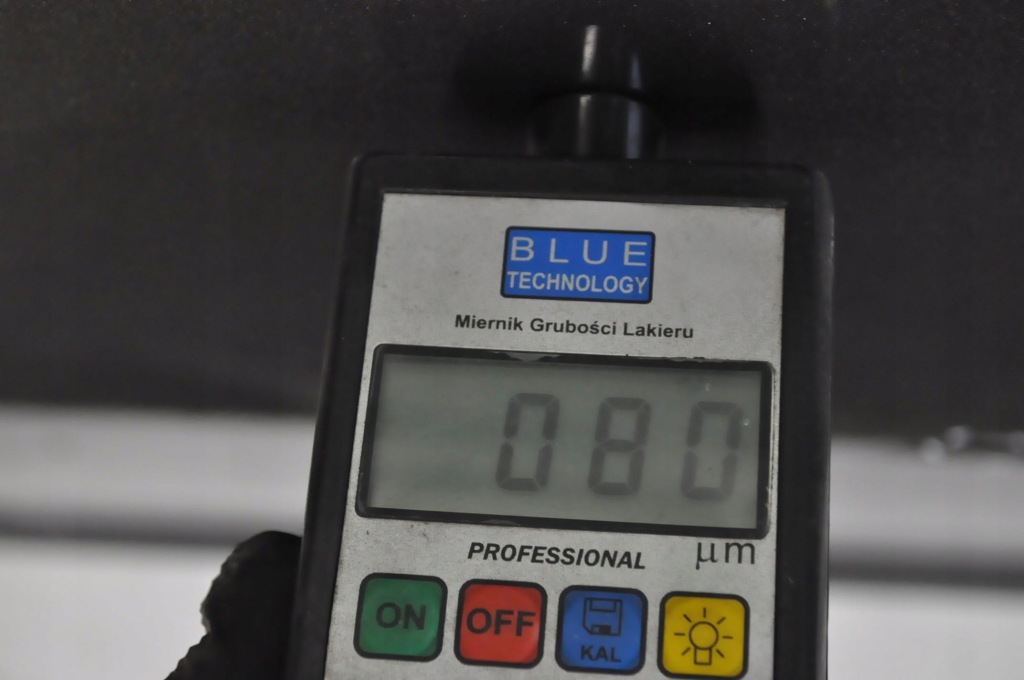 BLUE
TECHNOLOGY
Miernik Grubości Lakieru
080
PROFESSIONAL μm
ON OFF KAL